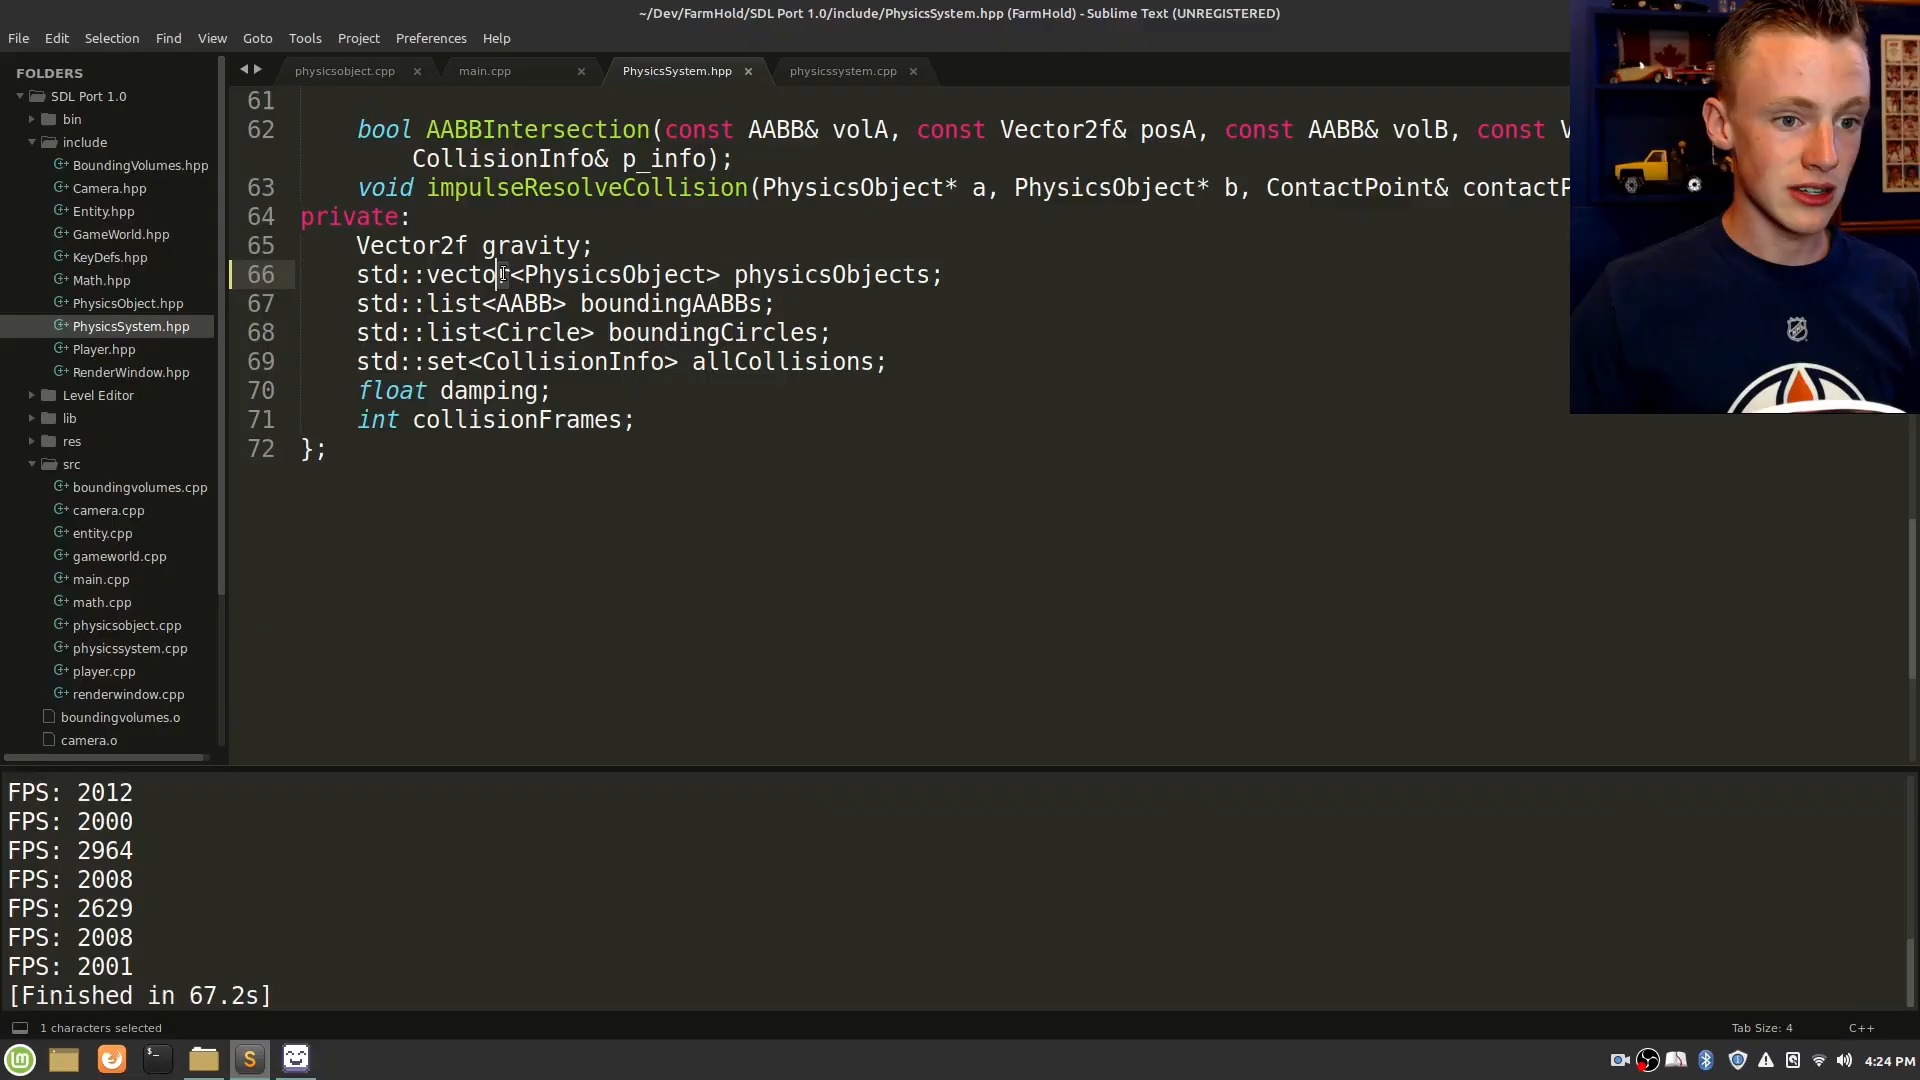 ~/Dev/FarmHold/SDL Port 1.0/include/PhysicsSystem.hpp (FarmHold) - Sublime Text (UNREGISTERED)
File Edit Selection Find View Goto Tools Project Preferences Help
FOLDERS
SDL Port 1.0
bin
include
BoundingVolumes.hpp
Camera.hpp
Entity.hpp
GameWorld.hpp
KeyDefs.hpp
Math.hpp
PhysicsObject.hpp
PhysicsSystem.hpp
Player.hpp
RenderWindow.hpp
Level Editor
lib
res
src
boundingvolumes.cpp
camera.cpp
entity.cpp
gameworld.cpp
main.cpp
math.cpp
physicsobject.cpp
physicssystem.cpp
player.cpp
renderwindow.cpp
boundingvolumes.o
camera.o
physicsobject.cpp × main.cpp × PhysicsSystem.hpp × physicssystem.cpp ×
61
62 bool AABBIntersection(const AABB& volA, const Vector2f& posA, const AABB& volB, const V
CollisionInfo& p_info);
63 void impulseResolveCollision(PhysicsObject* a, PhysicsObject* b, ContactPoint& contactP
64 private:
65 Vector2f gravity;
66 std::vector<PhysicsObject> physicsObjects;
67 std::list<AABB> boundingAABBs;
68 std::list<Circle> boundingCircles;
69 std::set<CollisionInfo> allCollisions;
70 float damping;
71 int collisionFrames;
72 };
FPS: 2012
FPS: 2000
FPS: 2964
FPS: 2008
FPS: 2629
FPS: 2008
FPS: 2001
[Finished in 67.2s]
1 characters selected
Tab Size: 4 C++
4:24 PM